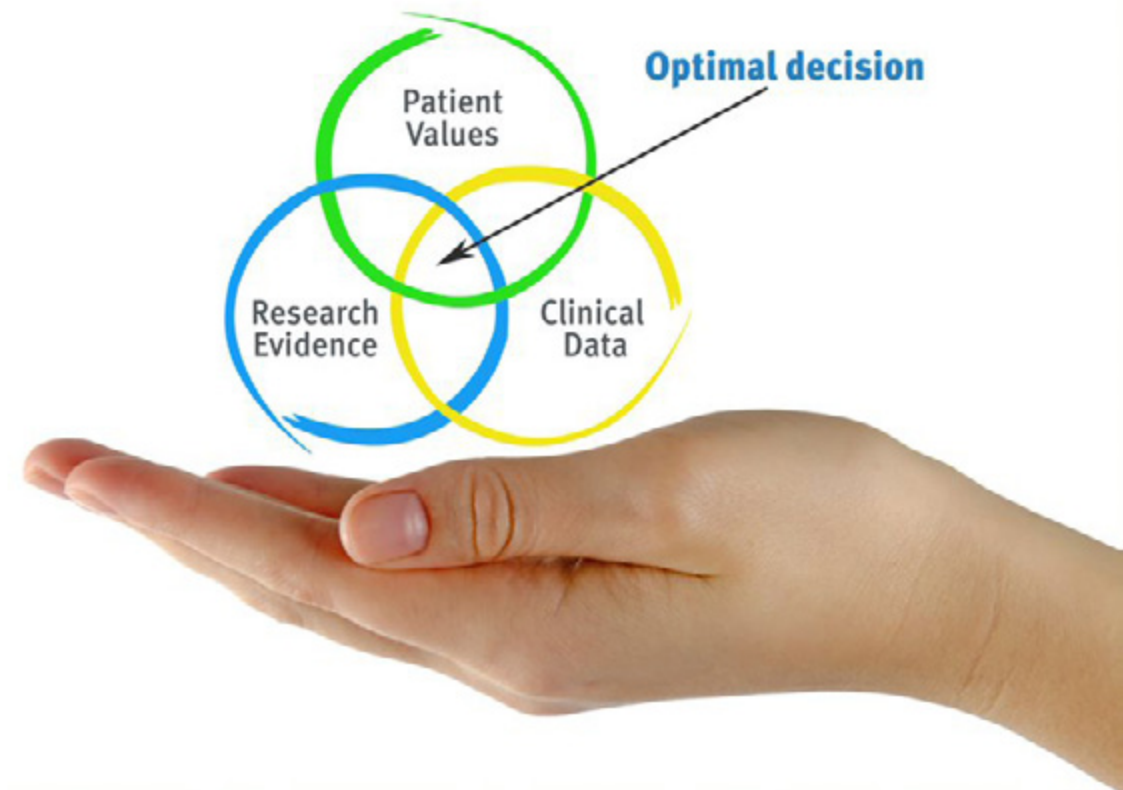 Optimal decision
Patient
Values
Research
Evidence
Clinical
Data